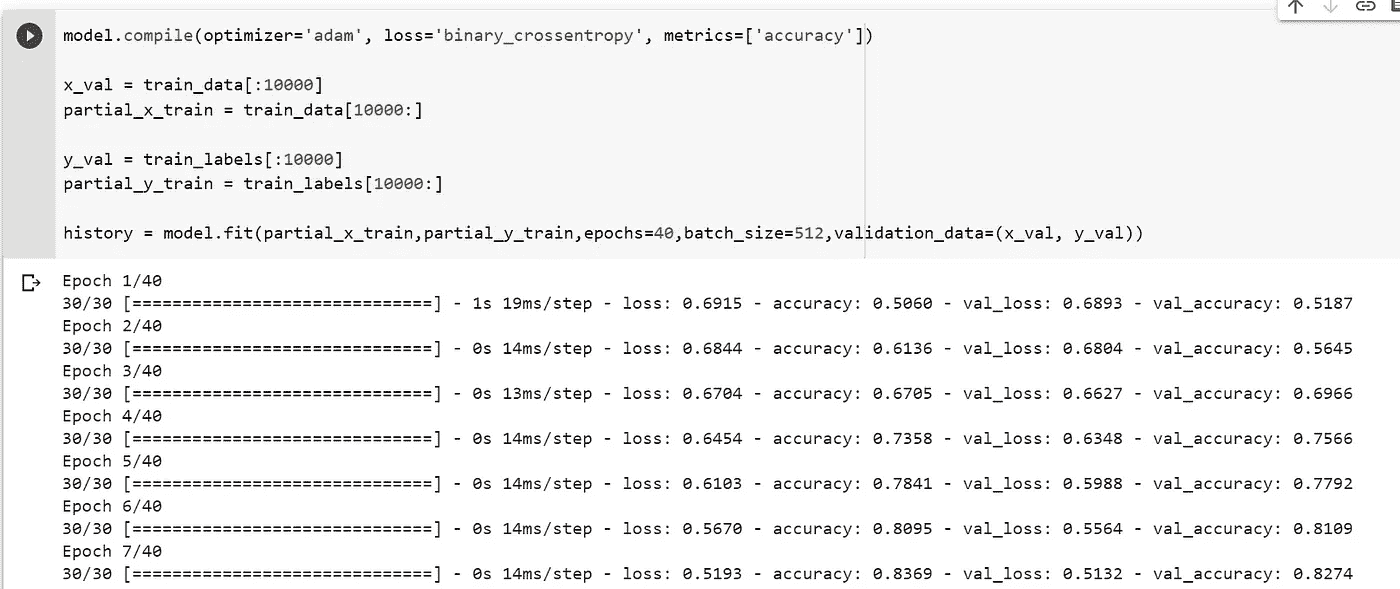 model.compile(optimizer='adam', loss='binary_crossentropy', metrics=['accuracy'])
x_val = train_data[:10000]
partial_x_train = train_data[10000:]
y_val = train_labels[:10000]
partial_y_train = train_labels[10000:]
history = model.fit(partial_x_train,partial_y_train,epochs=40,batch_size=512,validation_data=(x_val, y_val))
Epoch 1/40
30/30 [==============================] - 1s 19ms/step - loss: 0.6915 - accuracy: 0.5060 - val_loss: 0.6893 - val_accuracy: 0.5187
Epoch 2/40
30/30 [==============================] - 0s 14ms/step - loss: 0.6844 - accuracy: 0.6136 - val_loss: 0.6804 - val_accuracy: 0.5645
Epoch 3/40
30/30 [==============================] - 0s 13ms/step - loss: 0.6704 - accuracy: 0.6705 - val_loss: 0.6627 - val_accuracy: 0.6966
Epoch 4/40
30/30 [==============================] - 0s 14ms/step - loss: 0.6454 - accuracy: 0.7358 - val_loss: 0.6348 - val_accuracy: 0.7566
Epoch 5/40
30/30 [==============================] - 0s 14ms/step - loss: 0.6103 - accuracy: 0.7841 - val_loss: 0.5988 - val_accuracy: 0.7792
Epoch 6/40
30/30 [==============================] - 0s 14ms/step - loss: 0.5670 - accuracy: 0.8095 - val_loss: 0.5564 - val_accuracy: 0.8109
Epoch 7/40
30/30 [==============================] - 0s 14ms/step - loss: 0.5193 - accuracy: 0.8369 - val_loss: 0.5132 - val_accuracy: 0.8274